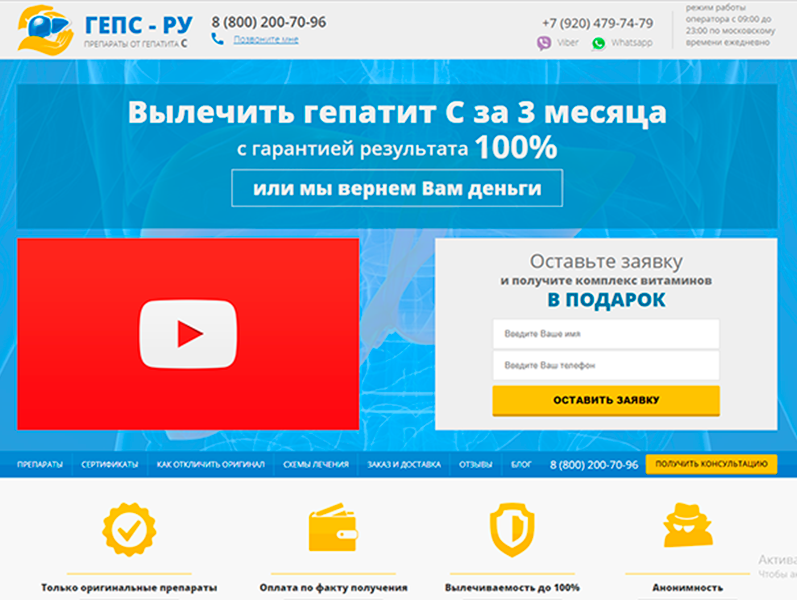 ГЕПС - РУ
ПРЕПАРАТЫ ОТ ГЕПАТИТА С
8 (800) 200-70-96
Позвоните мне
+7 (920) 479-74-79
Viber
Whatsapp
режим работы
оператора с 09:00 до
23:00 по московскому
времени ежедневно
Вылечить гепатит С за 3 месяца
с гарантией результата 100%
или мы вернем Вам деньги
Оставьте заявку
и получите комплекс витаминов
В ПОДАРОК
Введите Ваше имя
Введите Ваш телефон
ОСТАВИТЬ ЗАЯВКУ
ПРЕПАРАТЫ
СЕРТИФИКАТЫ
КАК ОТКЛИЧИТЬ ОРИГИНАЛ
СХЕМЫ ЛЕЧЕНИЯ
ЗАКАЗ И ДОСТАВКА
ОТЗЫВЫ
БЛОГ
8 (800) 200-70-96
ПОЛУЧИТЬ КОНСУЛЬТАЦИЮ
Только оригинальные препараты
Оплата по факту получения
Вылечиваемость до 100%
Анонимность
Актива
Чтобы а